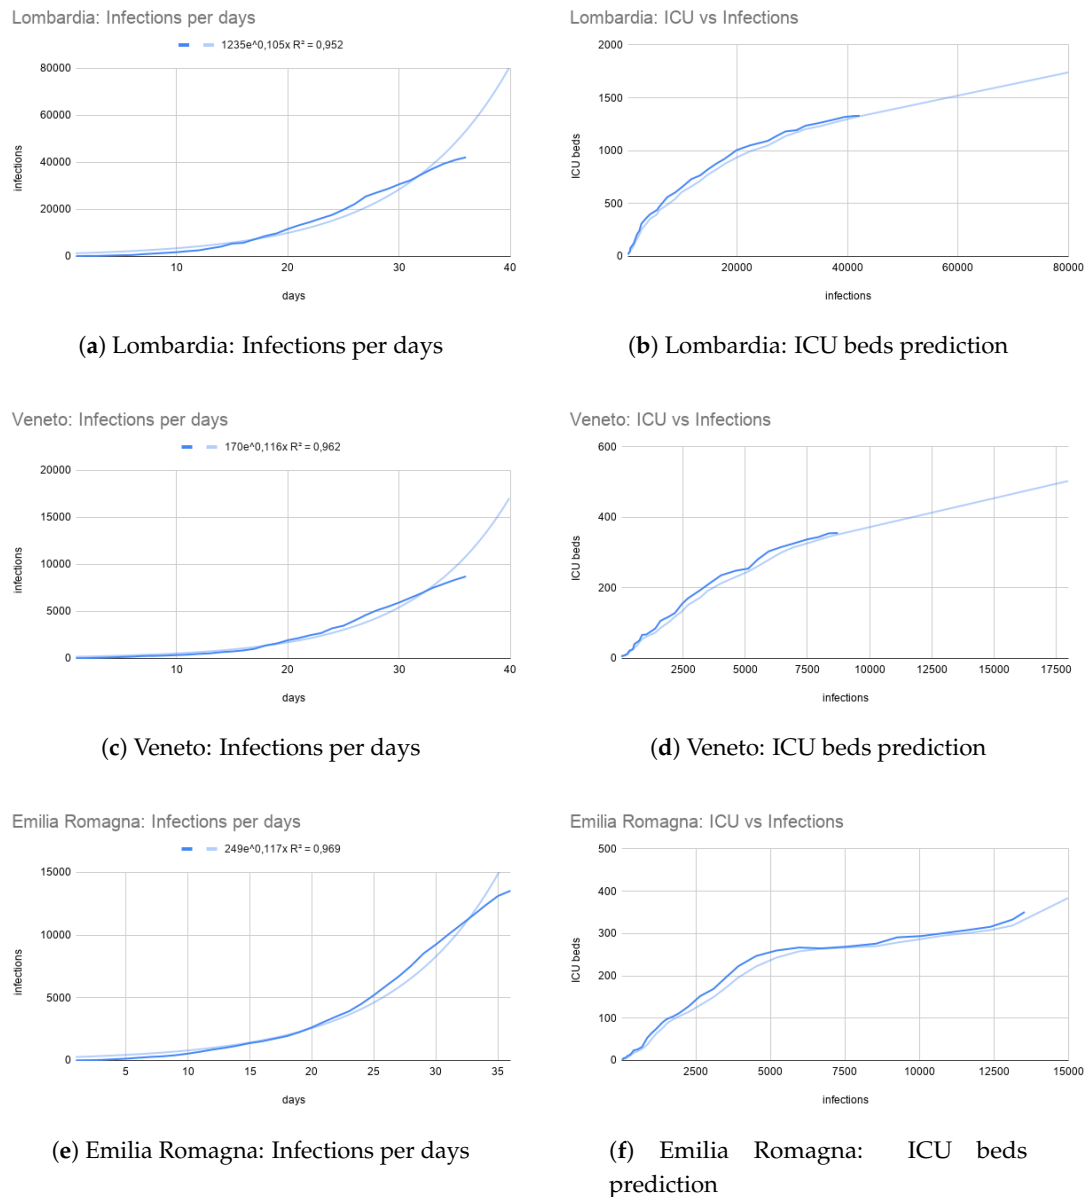 Lombardia: Infections per days
1235e^0,105x R² = 0,952
80000
60000
40000
20000
0
infections
10 20 30 40
days
(a) Lombardia: Infections per days
Lombardia: ICU vs Infections
2000
1500
1000
500
0
ICU beds
20000 40000 60000 80000
infections
(b) Lombardia: ICU beds prediction
Veneto: Infections per days
170e^0,116x R² = 0,962
20000
15000
10000
5000
0
infections
10 20 30 40
days
(c) Veneto: Infections per days
Veneto: ICU vs Infections
600
400
200
0
ICU beds
2500 5000 7500 10000 12500 15000 17500
infections
(d) Veneto: ICU beds prediction
Emilia Romagna: Infections per days
249e^0,117x R² = 0,969
15000
10000
5000
0
infections
5 10 15 20 25 30 35
days
(e) Emilia Romagna: Infections per days
Emilia Romagna: ICU vs Infections
500
400
300
200
100
0
ICU beds
2500 5000 7500 10000 12500 15000
infections
(f) Emilia Romagna: ICU beds
prediction